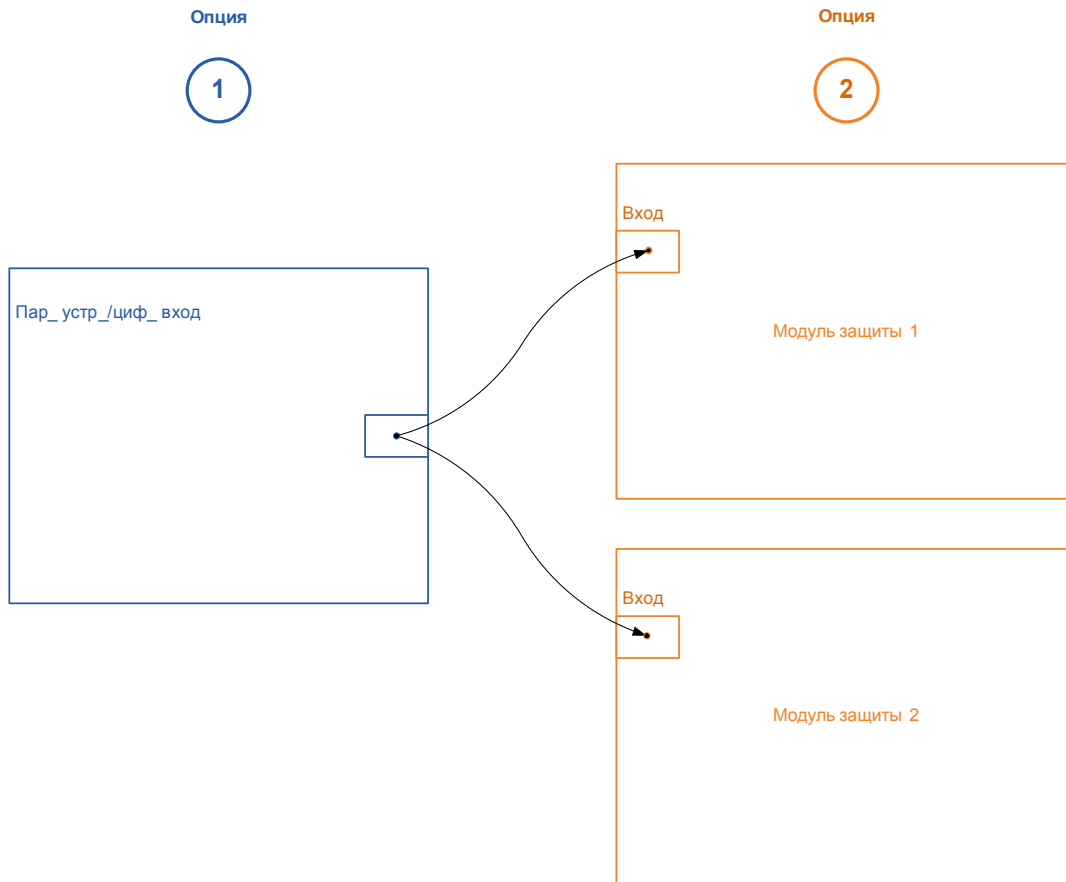 Опция
Опция
1
2
Вход
Пар_ устр_/циф_ вход
Модуль защиты 1
Вход
Модуль защиты 2